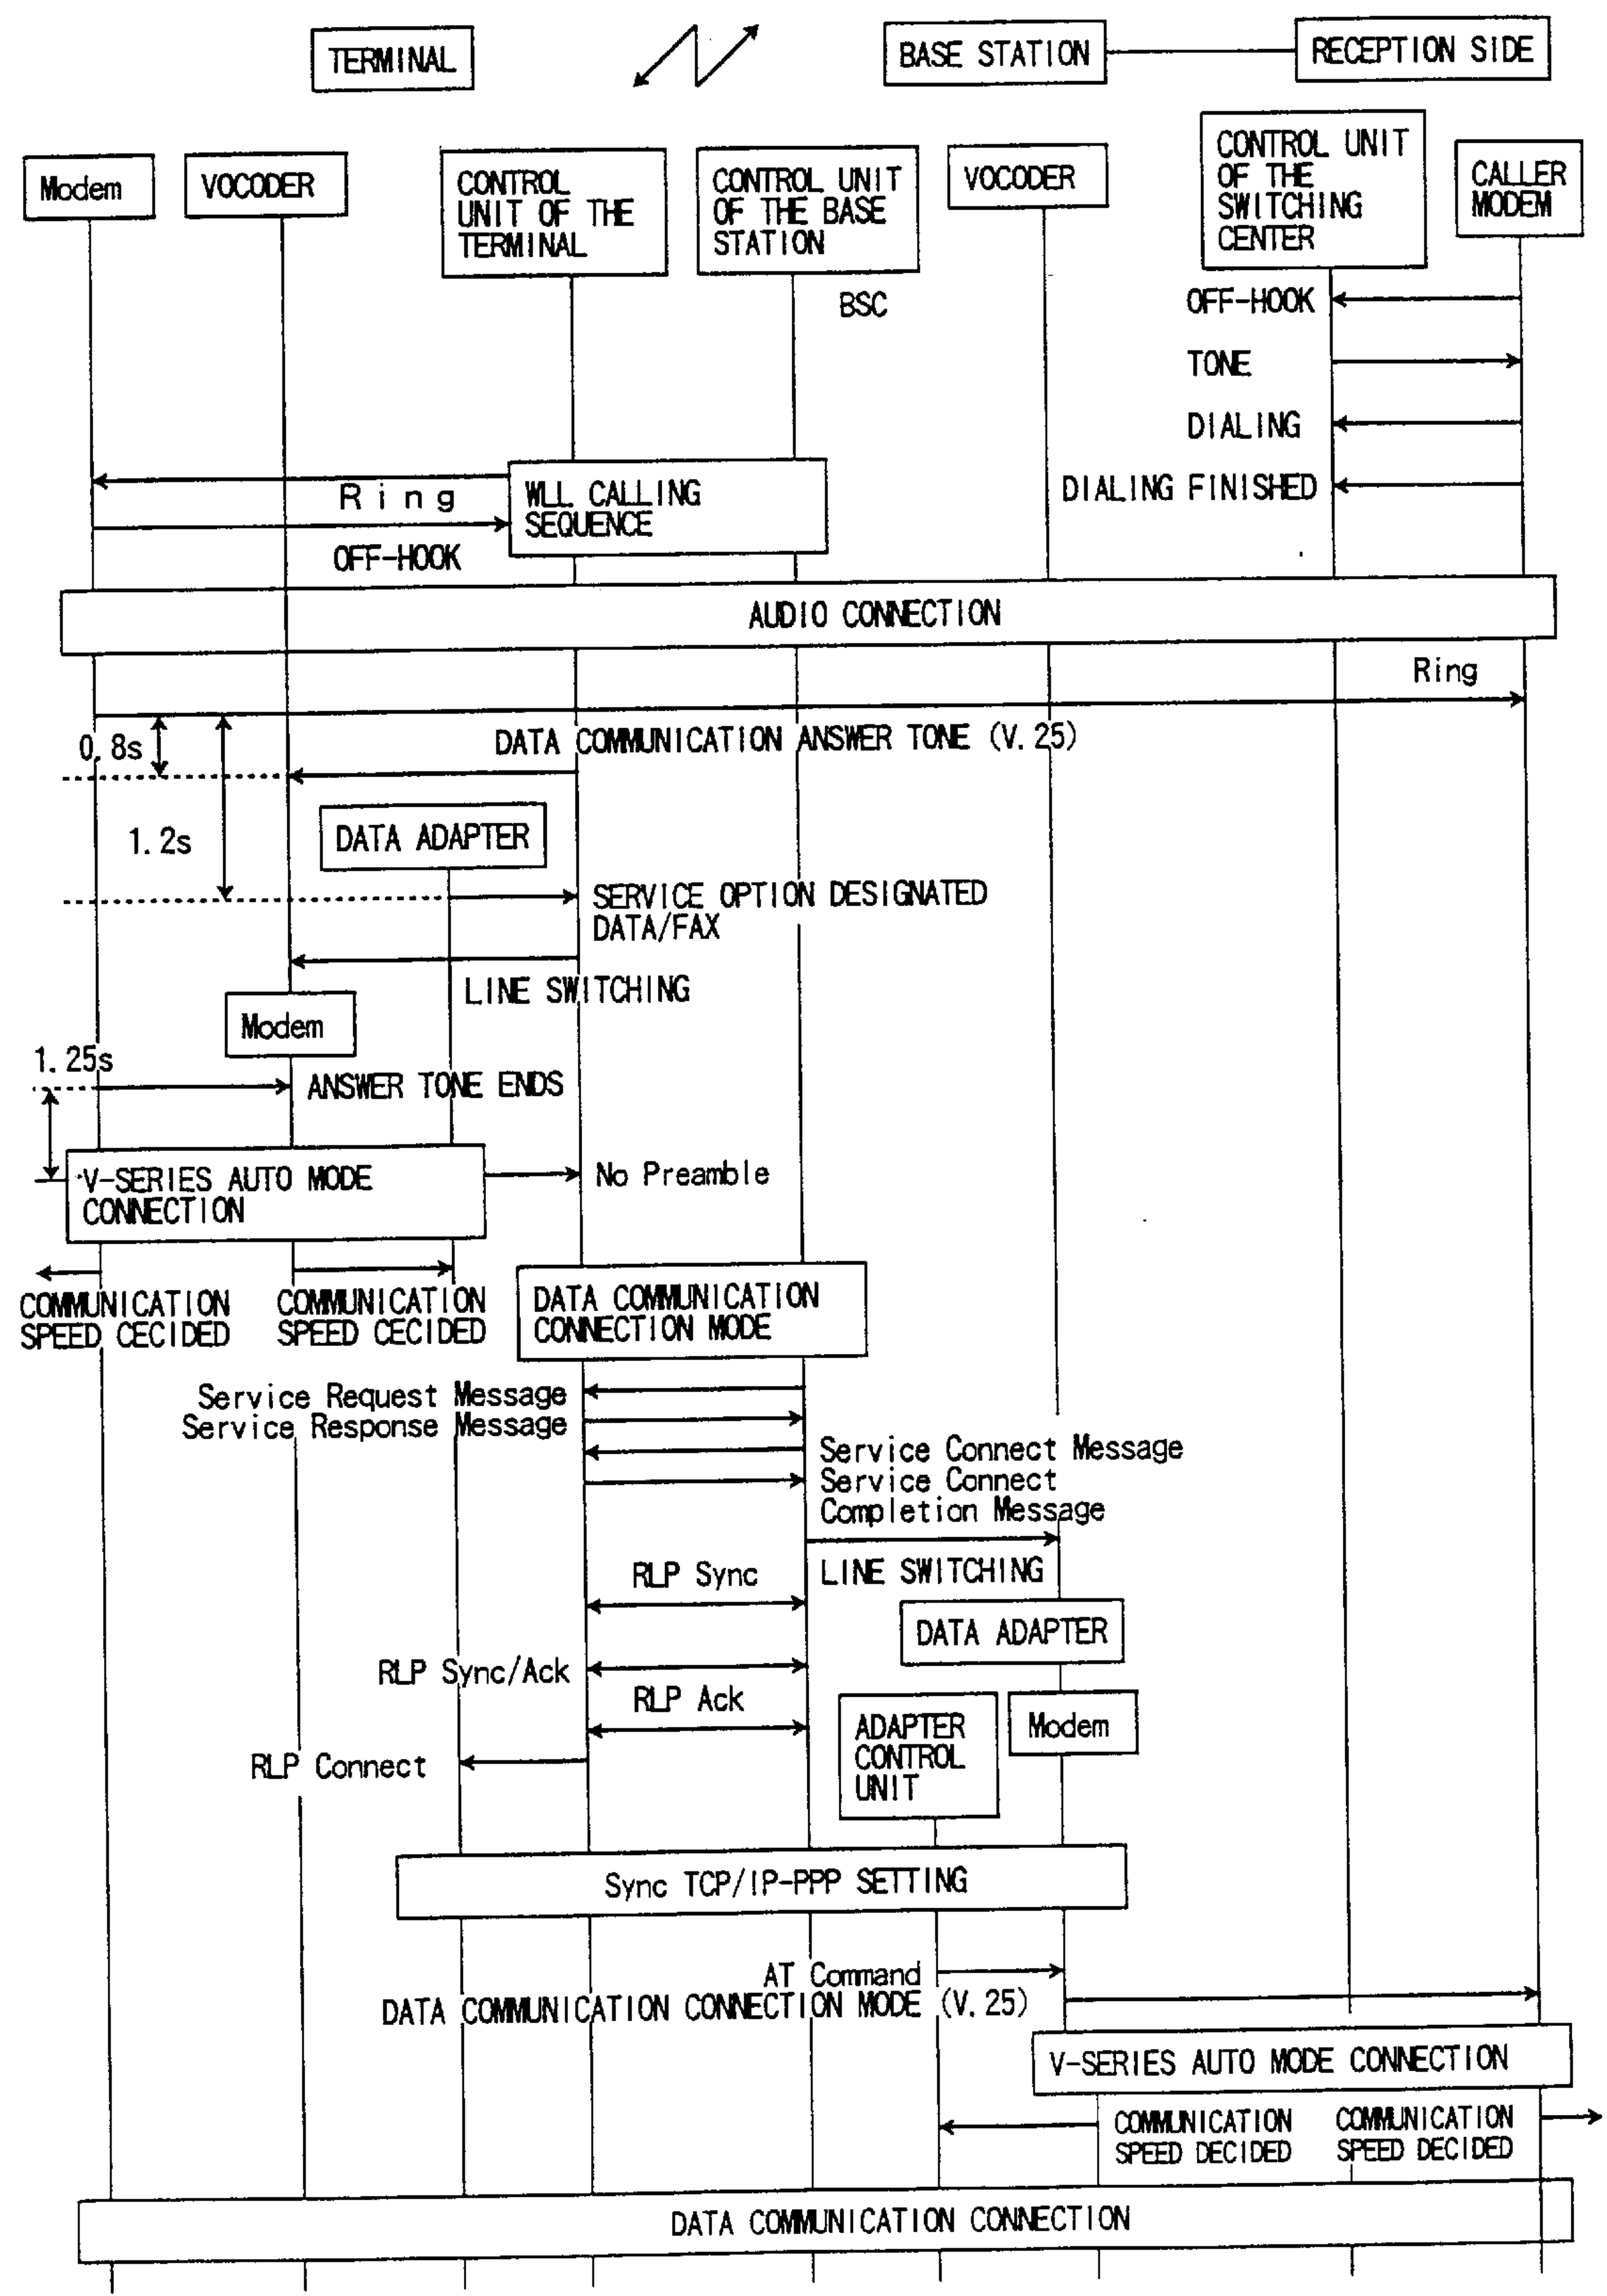 TERMINAL
BASE STATION
RECEPTION SIDE
Modem
VOCODER
CONTROL
UNIT OF THE
TERMINAL
CONTROL UNIT
OF THE BASE
STATION
VOCODER
CONTROL UNIT
OF THE
SWITCHING
CENTER
CALLER
MODEM
BSC
OFF-HOOK
TONE
DIALING
DIALING FINISHED
Ring
WLL CALLING
SEQUENCE
OFF-HOOK
AUDIO CONNECTION
Ring
0.8s
DATA COMMUNICATION ANSWER TONE (V.25)
1.2s
DATA ADAPTER
SERVICE OPTION DESIGNATED
DATA/FAX
LINE SWITCHING
Modem
1.25s
ANSWER TONE ENDS
V-SERIES AUTO MODE
CONNECTION
No Preamble
COMMUNICATION
SPEED CECIDED
COMMUNICATION
SPEED CECIDED
DATA COMMUNICATION
CONNECTION MODE
Service Request Message
Service Response Message
Service Connect Message
Service Connect
Completion Message
RLP Sync
LINE SWITCHING
DATA ADAPTER
RLP Sync/Ack
RLP Ack
ADAPTER
CONTROL
UNIT
Modem
RLP Connect
Sync TCP/IP-PPP SETTING
AT Command
DATA COMMUNICATION CONNECTION MODE (V.25)
V-SERIES AUTO MODE CONNECTION
COMMUNICATION
SPEED DECIDED
COMMUNICATION
SPEED DECIDED
DATA COMMUNICATION CONNECTION